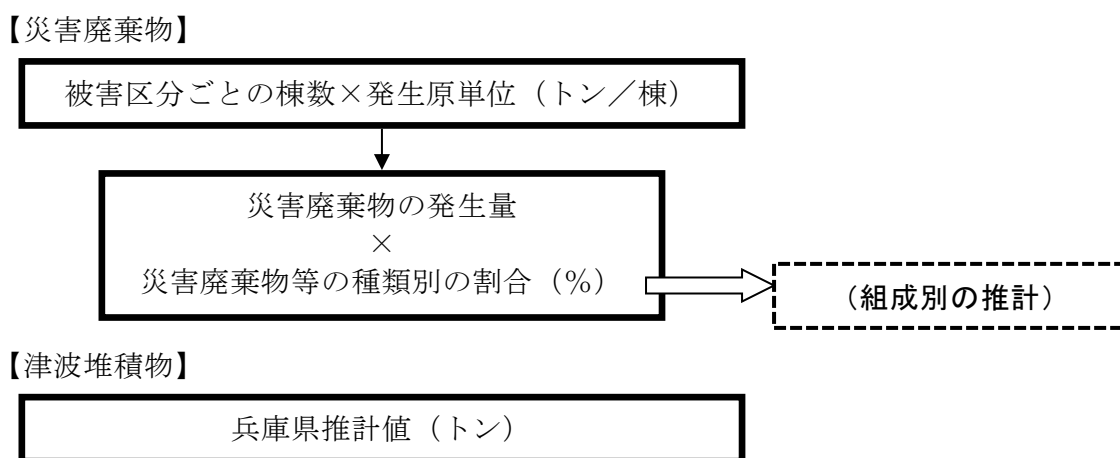 【災害廃棄物】
被害区分ごとの棟数×発生原単位（トン／棟）
災害廃棄物の発生量
×
災害廃棄物等の種類別の割合（%）
（組成別の推計）
【津波堆積物】
兵庫県推計値（トン）